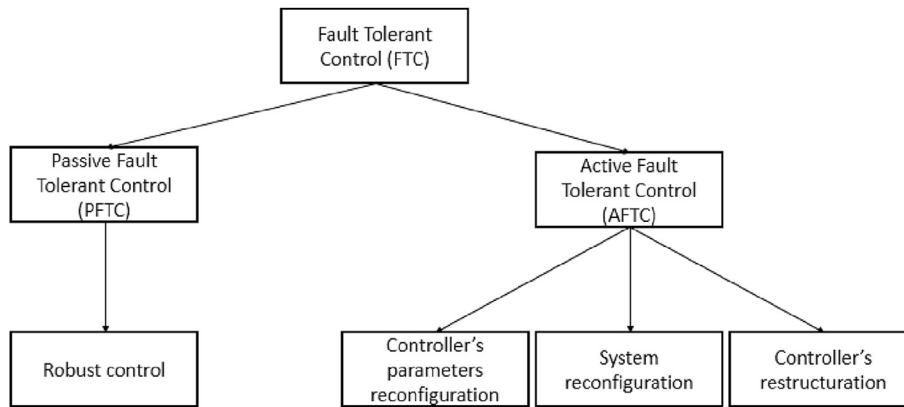 Fault Tolerant
Control (FTC)
Passive Fault
Tolerant Control
(PFTC)
Active Fault
Tolerant Control
(AFTC)
Robust control
Controller's
parameters
reconfiguration
System
reconfiguration
Controller's
restructuration